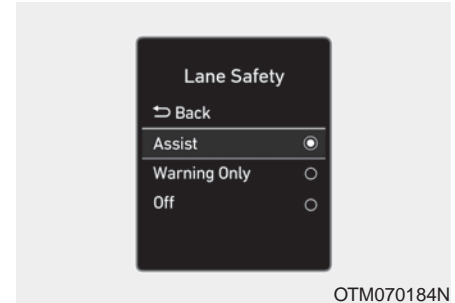 Lane Safety
⮌ Back
Assist
Warning Only
Off
OTM070184N